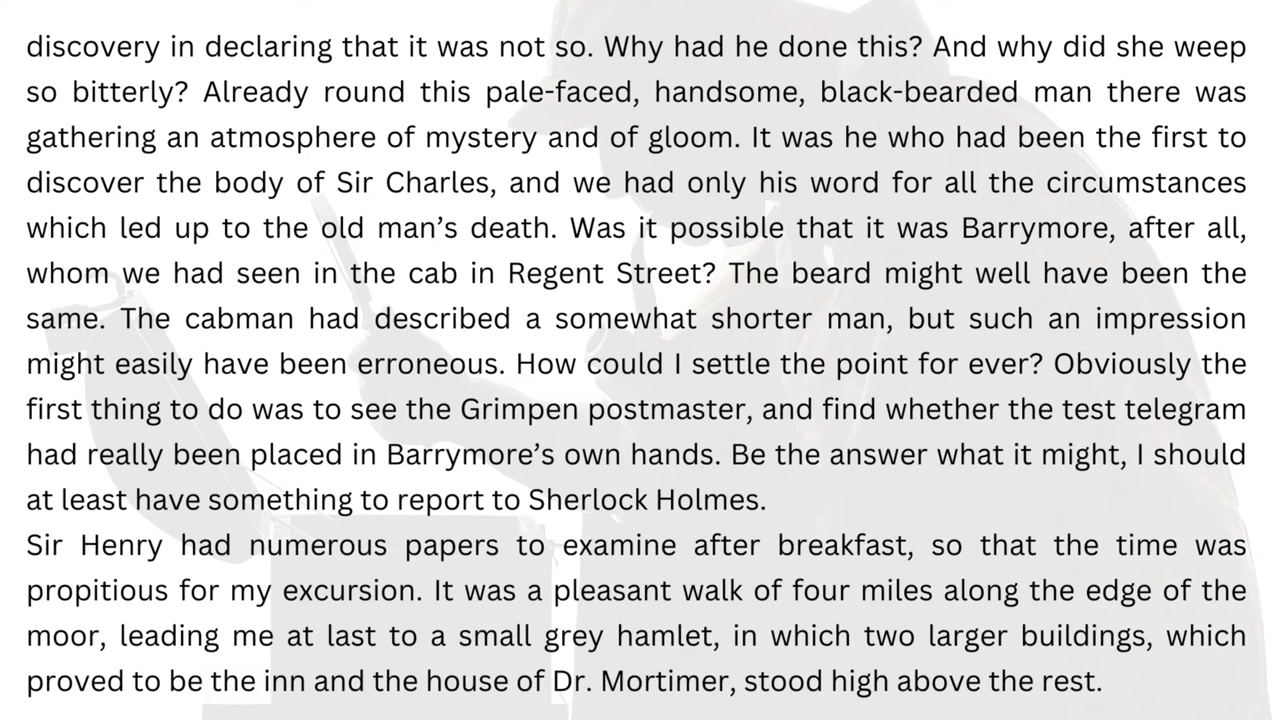 discovery in declaring that it was not so. Why had he done this? And why did she weep
so bitterly? Already round this pale-faced, handsome, black-bearded man there was
gathering an atmosphere of mystery and of gloom. It was he who had been the first to
discover the body of Sir Charles, and we had only his word for all the circumstances
which led up to the old man’s death. Was it possible that it was Barrymore, after all,
whom we had seen in the cab in Regent Street? The beard might well have been the
same. The cabman had described a somewhat shorter man, but such an impression
might easily have been erroneous. How could I settle the point for ever? Obviously the
first thing to do was to see the Grimpen postmaster, and find whether the test telegram
had really been placed in Barrymore’s own hands. Be the answer what it might, I should
at least have something to report to Sherlock Holmes.
Sir Henry had numerous papers to examine after breakfast, so that the time was
propitious for my excursion. It was a pleasant walk of four miles along the edge of the
moor, leading me at last to a small grey hamlet, in which two larger buildings, which
proved to be the inn and the house of Dr. Mortimer, stood high above the rest.